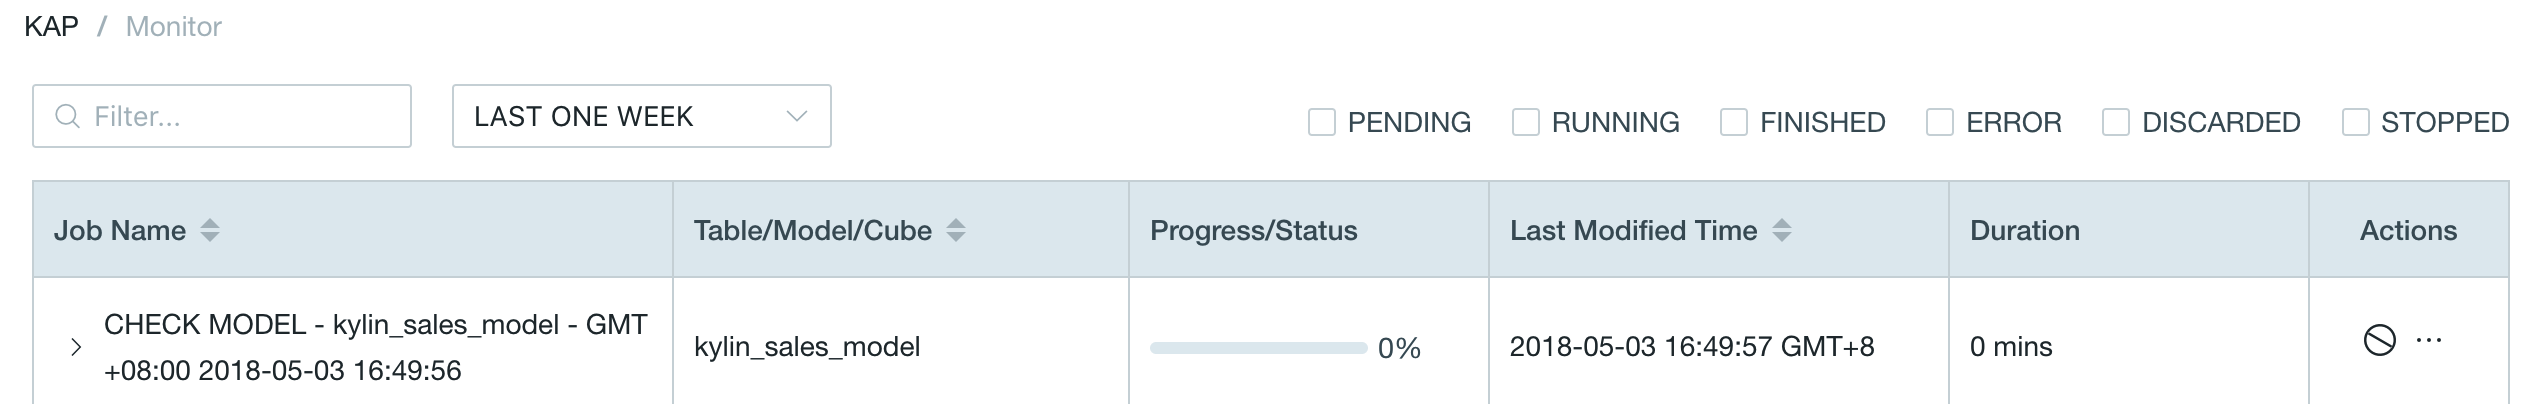 KAP / Monitor
Filter... LAST ONE WEEK PENDING RUNNING FINISHED ERROR DISCARDED STOPPED
Job Name Table/Model/Cube Progress/Status Last Modified Time Duration Actions
CHECK MODEL - kylin_sales_model - GMT
+08:00 2018-05-03 16:49:56
kylin_sales_model 0% 2018-05-03 16:49:57 GMT+8 0 mins ...